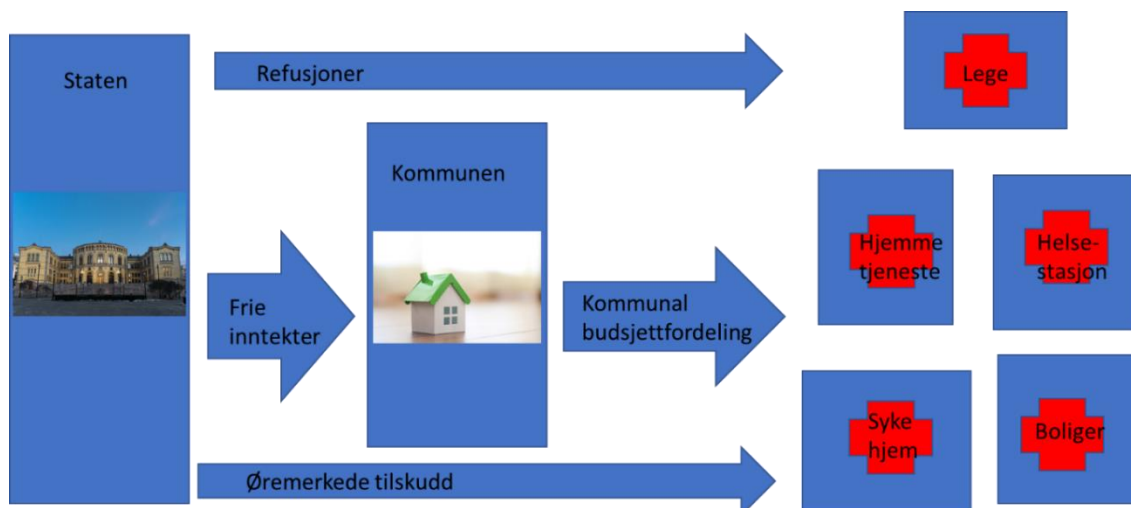 Staten
Refusjoner
Lege
Kommunen
Hjemme
tjeneste
Helse-
stasjon
Frie
inntekter
Kommunal
budsjettfordeling
Syke
hjem
Boliger
Øremerkede tilskudd